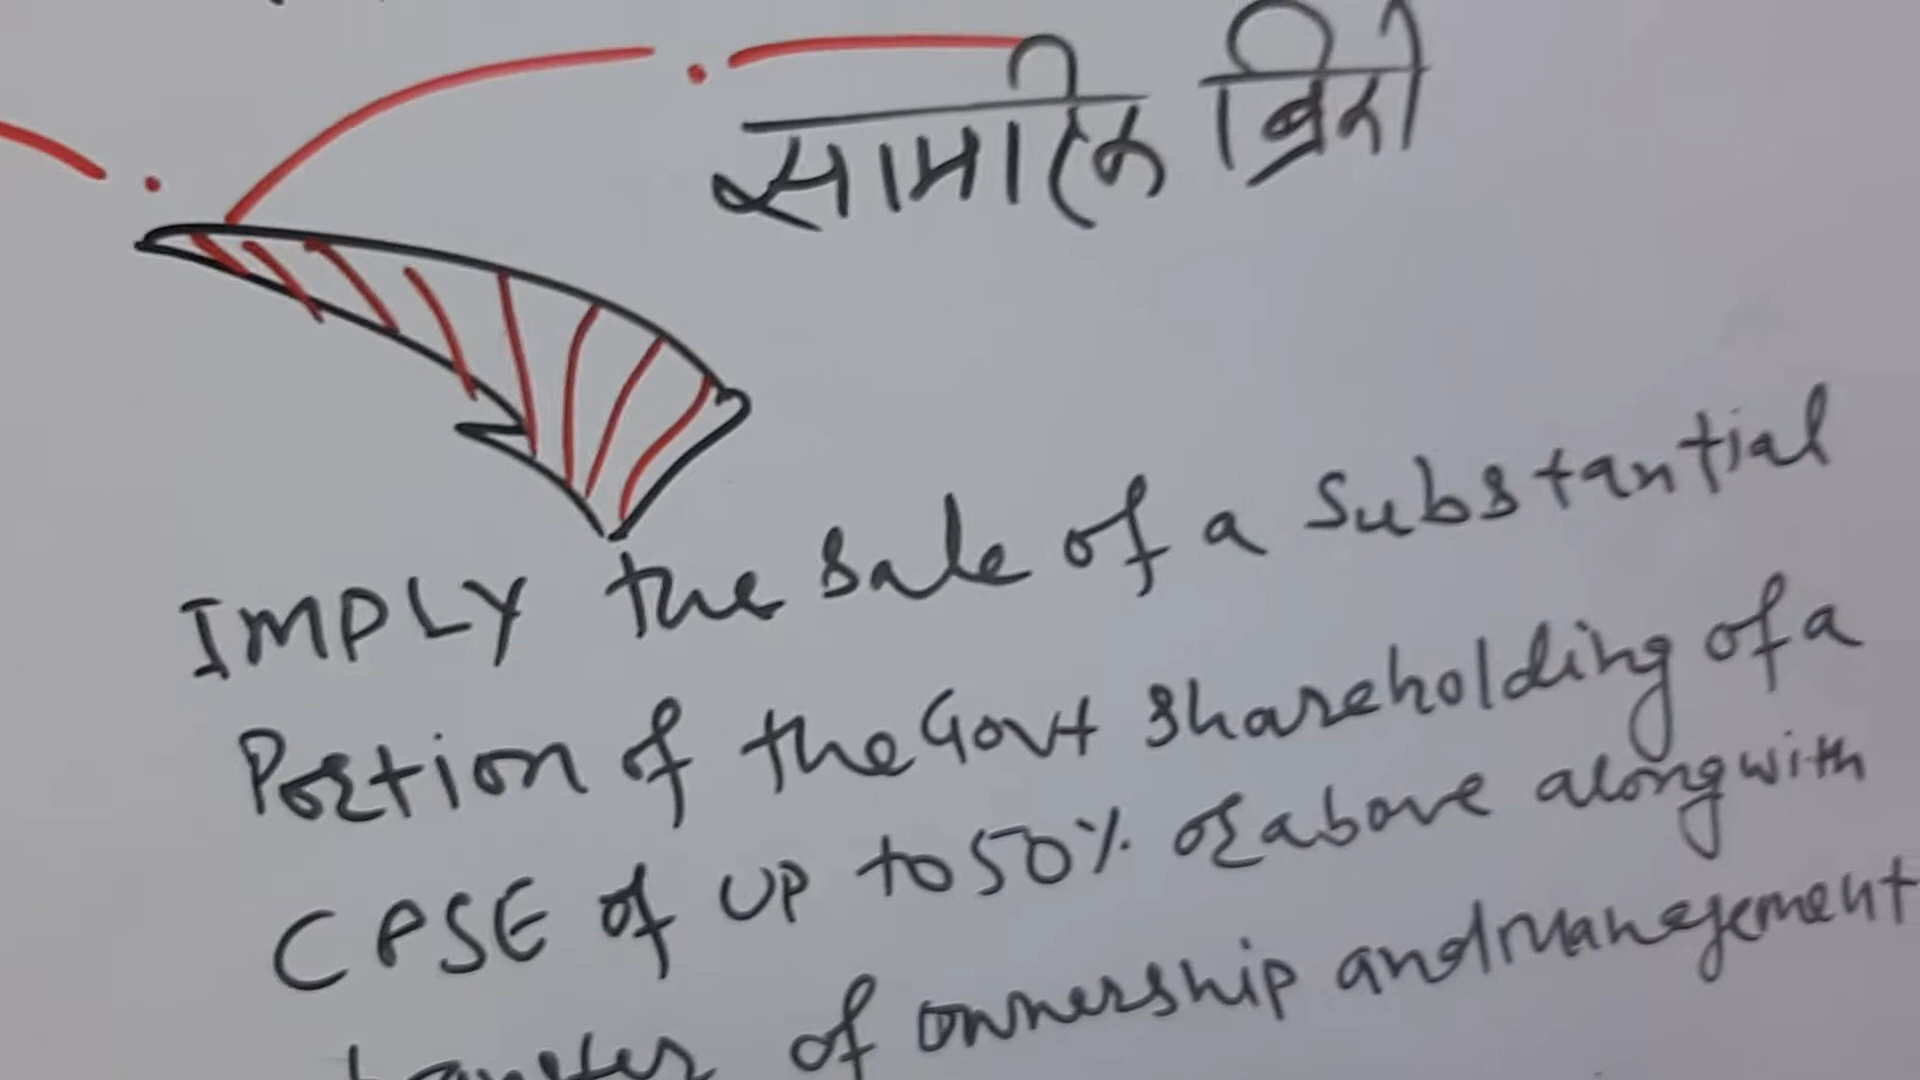 सामरिक बिक्री
IMPLY the sale of a Substantial
Portion of the Govt Shareholding of a
CPSE of UP to 50% or above along with
transfer of ownership and Management